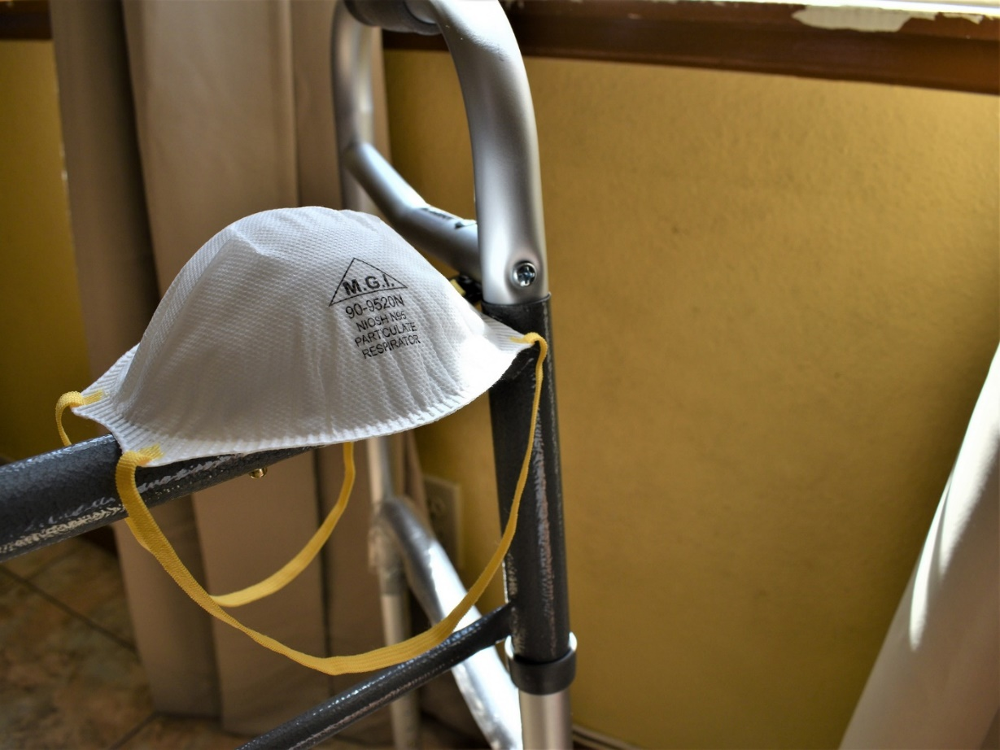 M.G.I.
90-9520N
NIOSH N95
PARTICULATE
RESPIRATOR